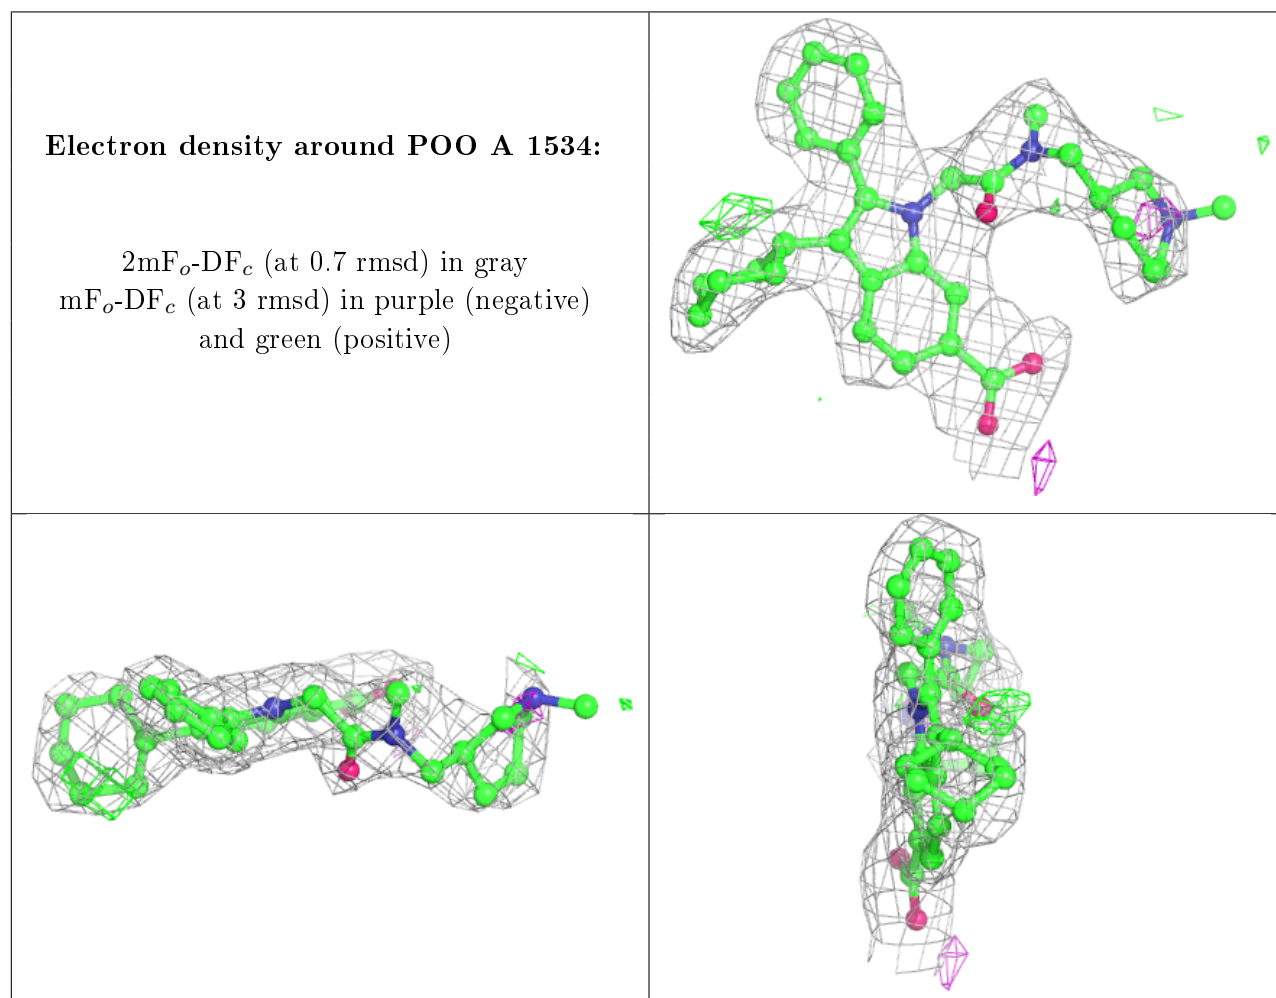 Electron density around POO A 1534:
2mFₒ-DF𝑐 (at 0.7 rmsd) in gray
mFₒ-DF𝑐 (at 3 rmsd) in purple (negative)
and green (positive)